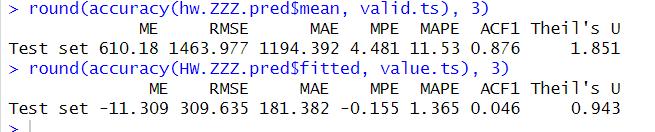 > round(accuracy(hw.ZZZ.pred$mean, valid.ts), 3)
ME RMSE MAE MPE MAPE ACF1 Theil's U
Test set 610.18 1463.977 1194.392 4.481 11.53 0.876 1.851
> round(accuracy(HW.ZZZ.pred$fitted, value.ts), 3)
ME RMSE MAE MPE MAPE ACF1 Theil's U
Test set -11.309 309.635 181.382 -0.155 1.365 0.046 0.943
>